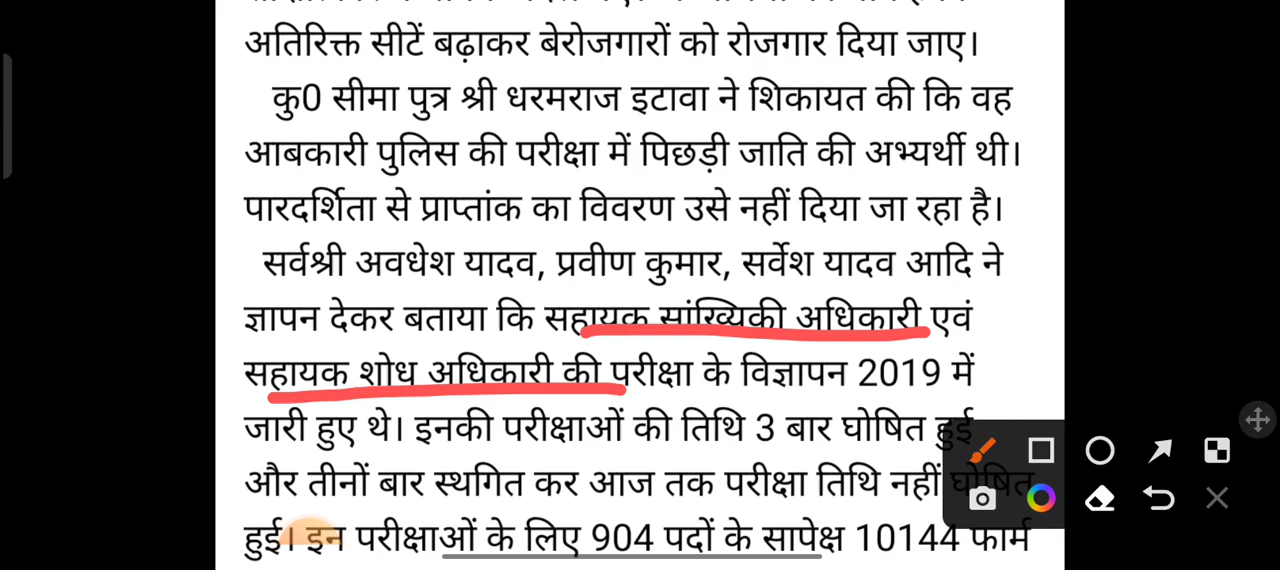 अतिरिक्त सीटें बढ़ाकर बेरोजगारों को रोजगार दिया जाए।
कु0 सीमा पुत्र श्री धरमराज इटावा ने शिकायत की कि वह
आबकारी पुलिस की परीक्षा में पिछड़ी जाति की अभ्यर्थी थी।
पारदर्शिता से प्राप्तांक का विवरण उसे नहीं दिया जा रहा है।
सर्वश्री अवधेश यादव, प्रवीण कुमार, सर्वेश यादव आदि ने
ज्ञापन देकर बताया कि सहायक सांख्यिकी अधिकारी एवं
सहायक शोध अधिकारी की परीक्षा के विज्ञापन 2019 में
जारी हुए थे। इनकी परीक्षाओं की तिथि 3 बार घोषित हुई
और तीनों बार स्थगित कर आज तक परीक्षा तिथि नहीं घोषित
हुई। इन परीक्षाओं के लिए 904 पदों के सापेक्ष 10144 फार्म